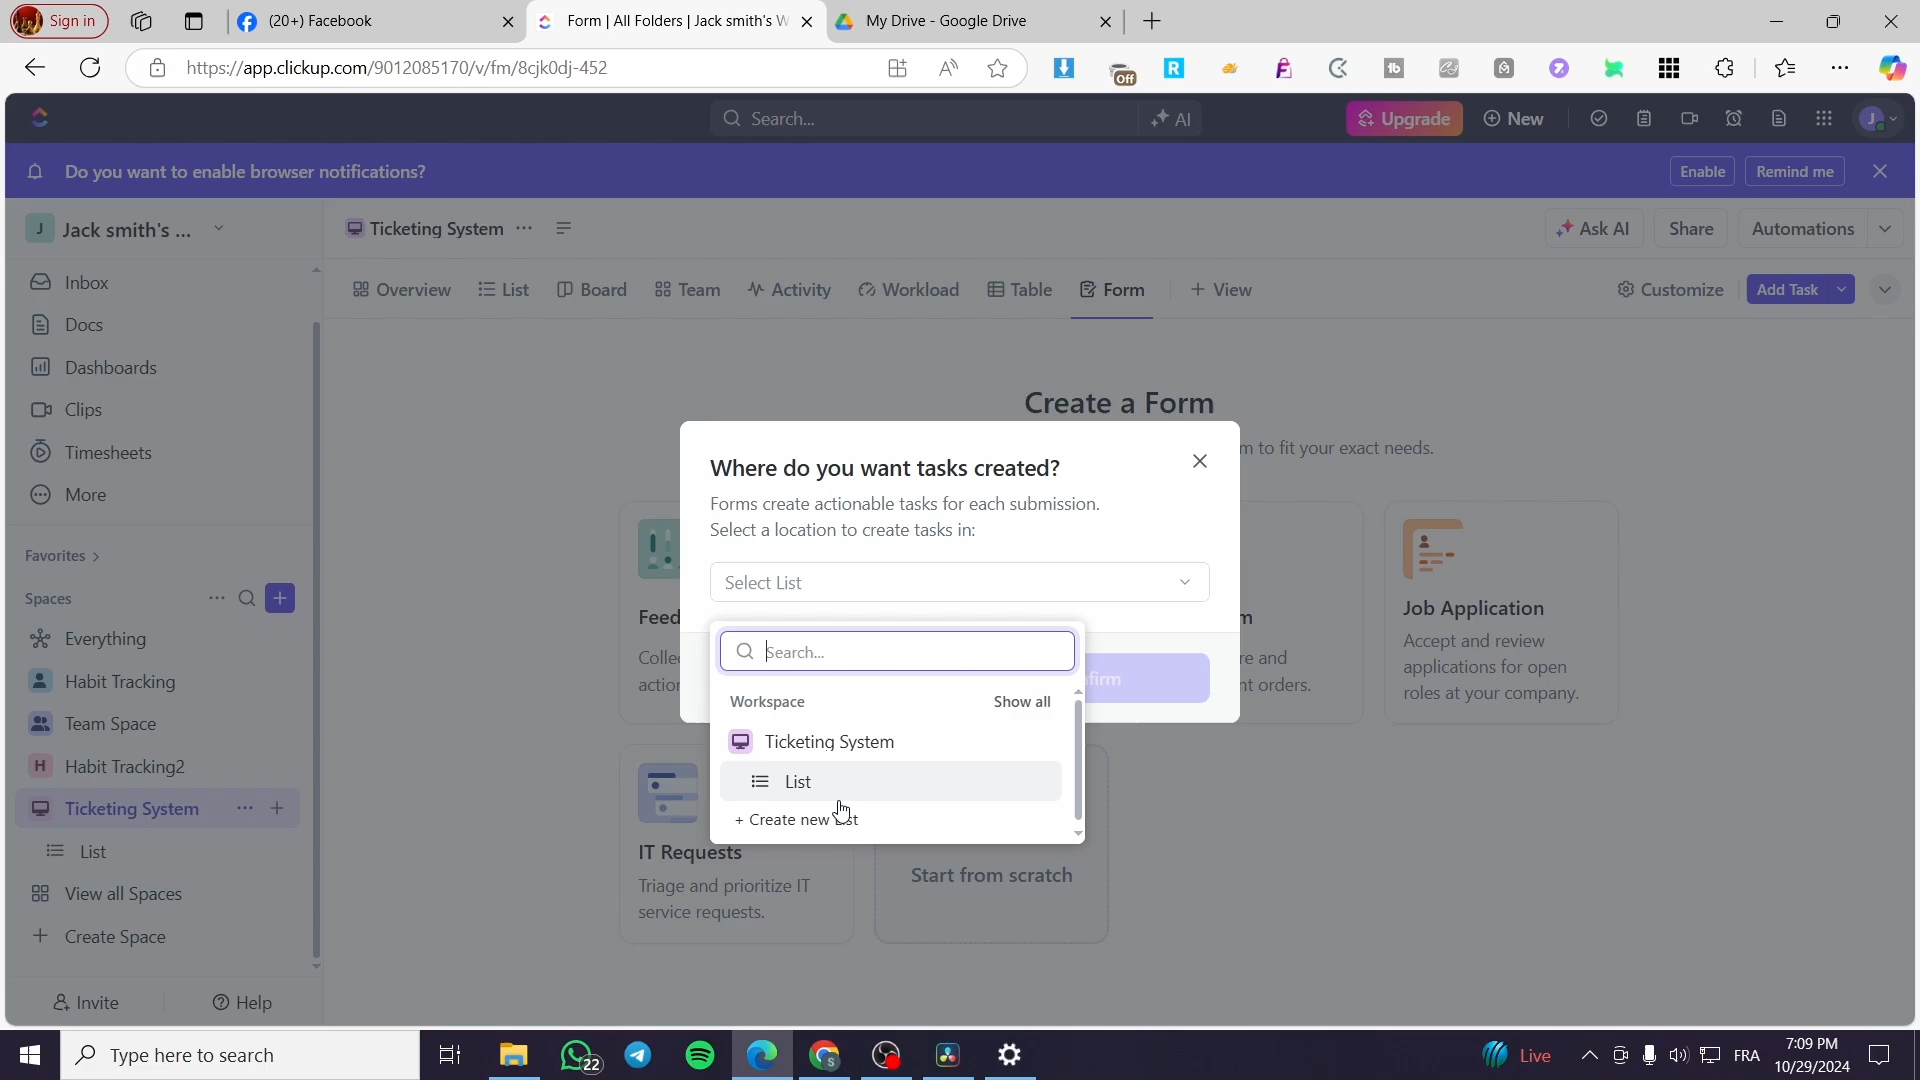 Sign in
(20+) Facebook
Form | All Folders | Jack smith's W
My Drive - Google Drive
https://app.clickup.com/9012085170/v/fm/8cjk0dj-452
Off
Search...
AI
Upgrade
New
J
Do you want to enable browser notifications?
Enable
Remind me
J Jack smith's ...
Ticketing System
Ask AI
Share
Automations
Overview
List
Board
Team
Activity
Workload
Table
Form
+ View
Customize
Add Task
Inbox
Docs
Dashboards
Clips
Timesheets
More
Favorites >
Spaces
Everything
Habit Tracking
Team Space
H Habit Tracking2
Ticketing System
List
View all Spaces
+ Create Space
Invite
Help
Create a Form
m to fit your exact needs.
Where do you want tasks created?
Forms create actionable tasks for each submission.
Select a location to create tasks in:
Select List
Search...
Workspace
Show all
Ticketing System
List
+ Create new List
firm
Feed
Colle
action
m
re and
nt orders.
Job Application
Accept and review
applications for open
roles at your company.
IT Requests
Triage and prioritize IT
service requests.
Start from scratch
Type here to search
22
Live
FRA
7:09 PM
10/29/2024